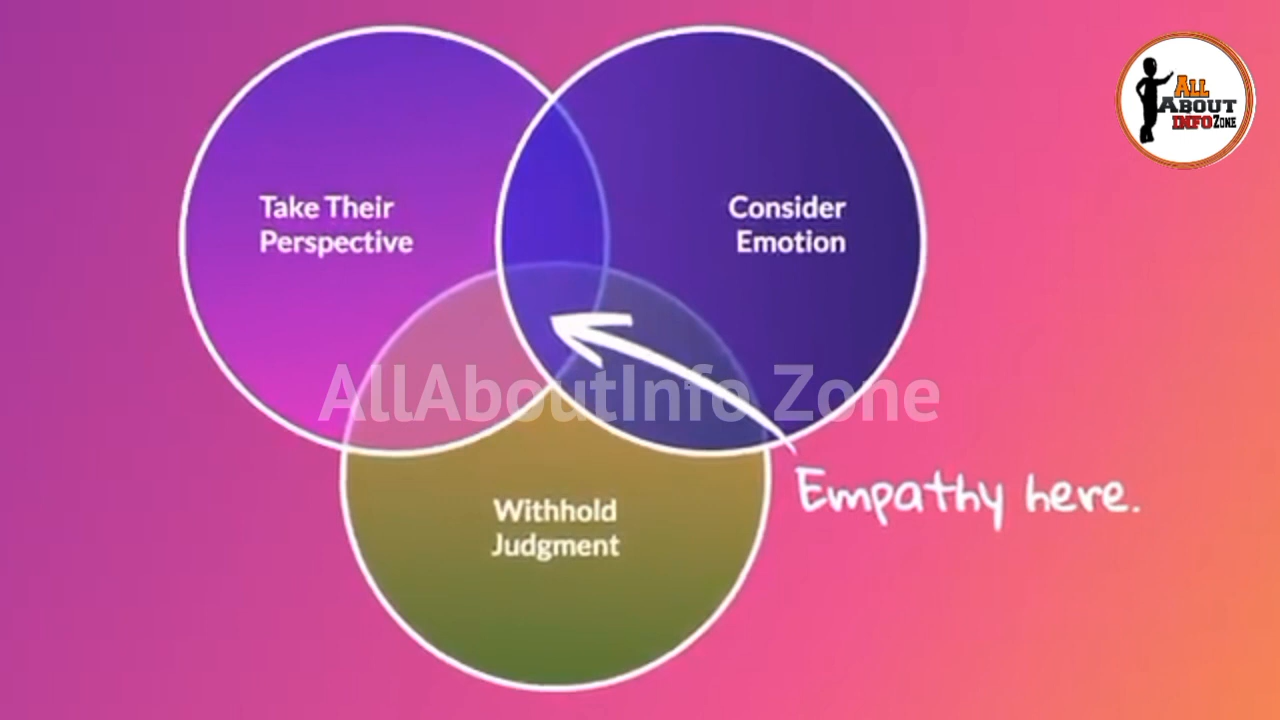 Take Their
Perspective
Consider
Emotion
Withhold
Judgment
Empathy here.
AllAboutInfo Zone
ALL
ABOUT
INFO ZONE